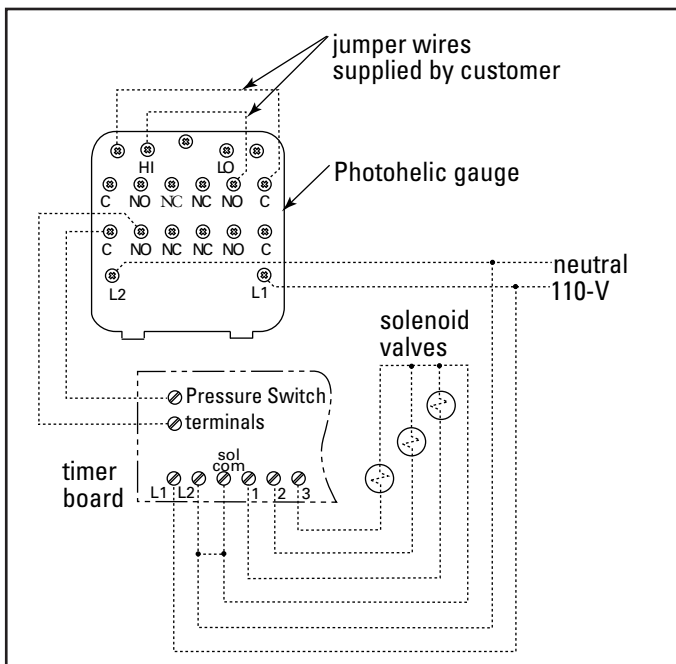 jumper wires
supplied by customer
HI LO
C NO NC NC NO C
Photohelic gauge
C NO NC NC NO C
L2 L1
neutral
110-V
solenoid
valves
Pressure Switch
terminals
timer
board
sol
com
L1 L2 1 2 3